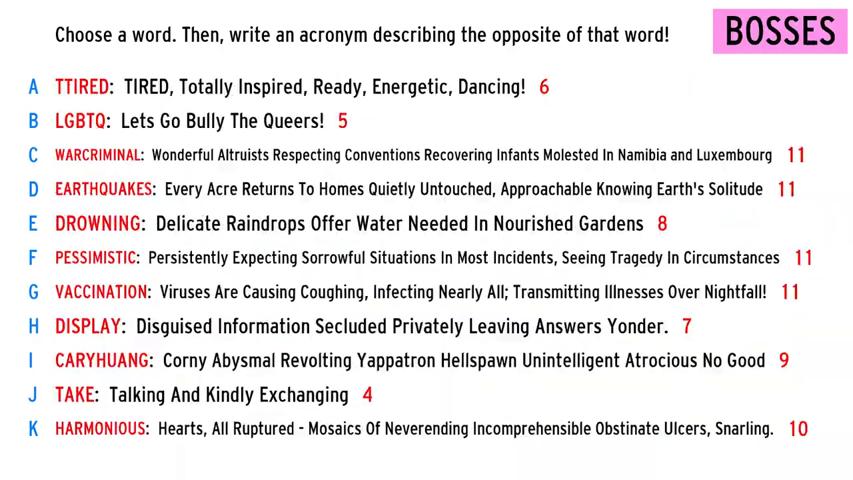 Choose a word. Then, write an acronym describing the opposite of that word!
BOSSES
A TTIRED: TIRED, Totally Inspired, Ready, Energetic, Dancing! 6
B LGBTQ: Lets Go Bully The Queers! 5
C WARCRIMINAL: Wonderful Altruists Respecting Conventions Recovering Infants Molested In Namibia and Luxembourg 11
D EARTHQUAKES: Every Acre Returns To Homes Quietly Untouched, Approachable Knowing Earth's Solitude 11
E DROWNING: Delicate Raindrops Offer Water Needed In Nourished Gardens 8
F PESSIMISTIC: Persistently Expecting Sorrowful Situations In Most Incidents, Seeing Tragedy In Circumstances 11
G VACCINATION: Viruses Are Causing Coughing, Infecting Nearly All; Transmitting Illnesses Over Nightfall! 11
H DISPLAY: Disguised Information Secluded Privately Leaving Answers Yonder. 7
I CARYHUANG: Corny Abysmal Revolting Yappatron Hellspawn Unintelligent Atrocious No Good 9
J TAKE: Talking And Kindly Exchanging 4
K HARMONIOUS: Hearts, All Ruptured - Mosaics Of Neverending Incomprehensible Obstinate Ulcers, Snarling. 10